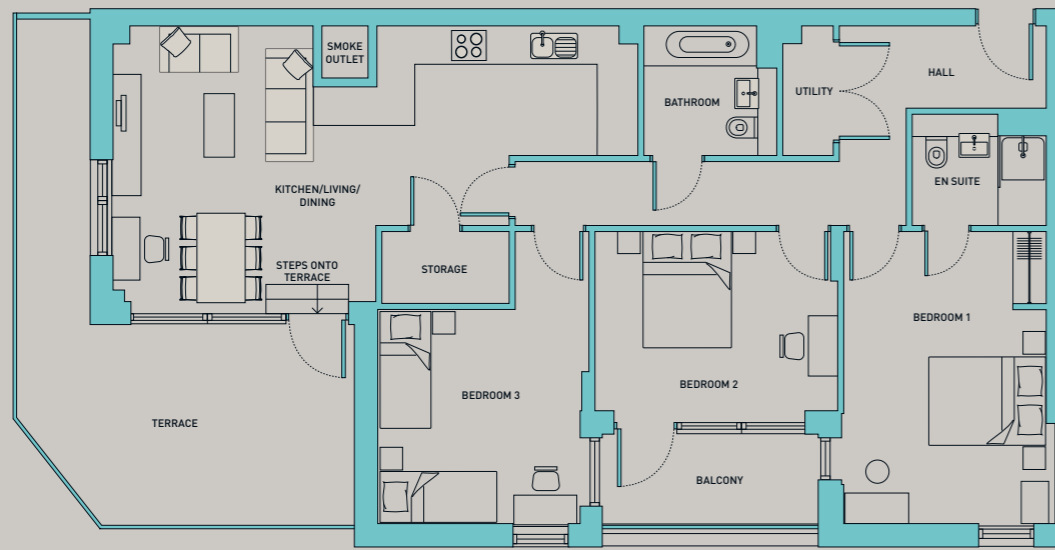 SMOKE
OUTLET
HALL
UTILITY
BATHROOM
EN SUITE
KITCHEN/LIVING/
DINING
STEPS ONTO
TERRACE
STORAGE
BEDROOM 1
BEDROOM 2
BEDROOM 3
TERRACE
BALCONY